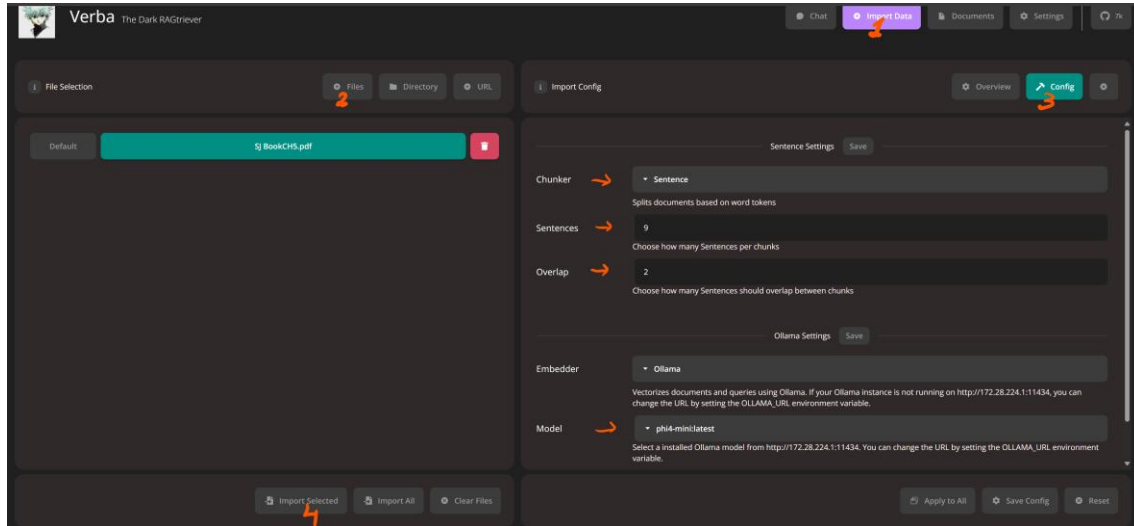 Verba The Dark RAGtriever
Chat Import Data Documents Settings 7k
1
i File Selection Files Directory URL
2
i Import Config Overview Config
3
Default SJ BookCH5.pdf
Sentence Settings Save
Chunker Sentence
Splits documents based on word tokens
Sentences 9
Choose how many Sentences per chunks
Overlap 2
Choose how many Sentences should overlap between chunks
Ollama Settings Save
Embedder Ollama
Vectorizes documents and queries using Ollama. If your Ollama instance is not running on http://172.28.224.1:11434, you can
change the URL by setting the OLLAMA_URL environment variable.
Model phi4-mini:latest
Select a installed Ollama model from http://172.28.224.1:11434. You can change the URL by setting the OLLAMA_URL environment
variable.
Import Selected Import All Clear Files
4
Apply to All Save Config Reset